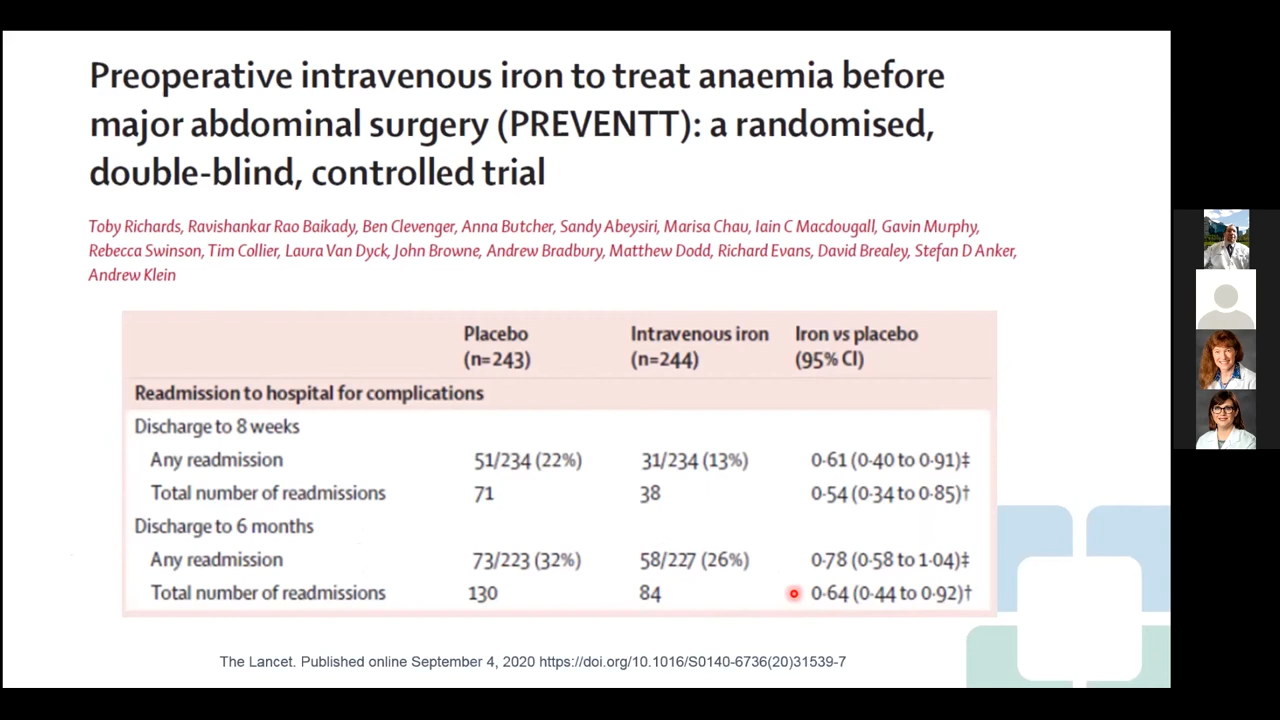 Preoperative intravenous iron to treat anaemia before
major abdominal surgery (PREVENTT): a randomised,
double-blind, controlled trial
Toby Richards, Ravishankar Rao Baikady, Ben Clevenger, Anna Butcher, Sandy Abeysiri, Marisa Chau, Iain C Macdougall, Gavin Murphy,
Rebecca Swinson, Tim Collier, Laura Van Dyck, John Browne, Andrew Bradbury, Matthew Dodd, Richard Evans, David Brealey, Stefan D Anker,
Andrew Klein
Placebo Intravenous iron Iron vs placebo
(n=243) (n=244) (95% CI)
Readmission to hospital for complications
Discharge to 8 weeks
Any readmission 51/234 (22%) 31/234 (13%) 0·61 (0·40 to 0·91)‡
Total number of readmissions 71 38 0·54 (0·34 to 0·85)†
Discharge to 6 months
Any readmission 73/223 (32%) 58/227 (26%) 0·78 (0·58 to 1·04)‡
Total number of readmissions 130 84 0·64 (0·44 to 0·92)†
The Lancet. Published online September 4, 2020 https://doi.org/10.1016/S0140-6736(20)31539-7